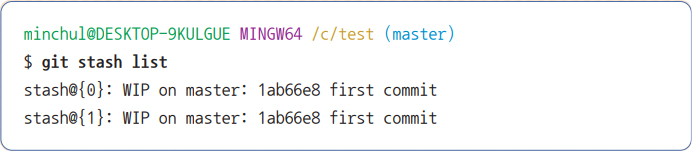 minchul@DESKTOP-9KULGUE MINGW64 /c/test (master)
$ git stash list
stash@{0}: WIP on master: 1ab66e8 first commit
stash@{1}: WIP on master: 1ab66e8 first commit